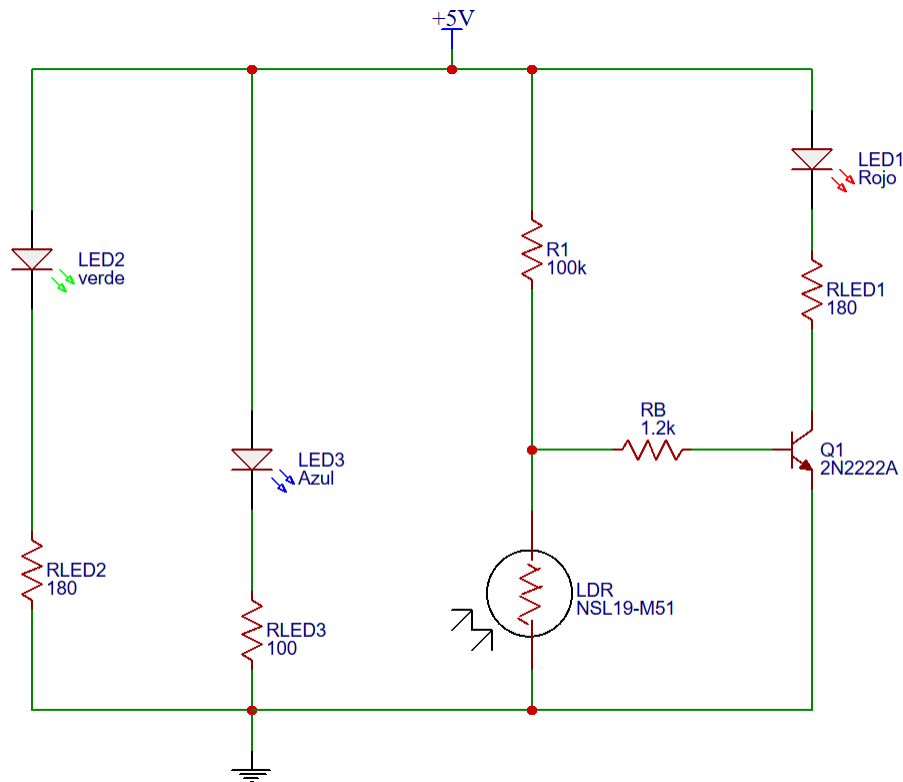 +5V
LED1
Rojo
R1
100k
LED2
verde
RLED1
180
RB
1.2k
Q1
2N2222A
LED3
Azul
RLED2
180
LDR
NSL19-M51
RLED3
100